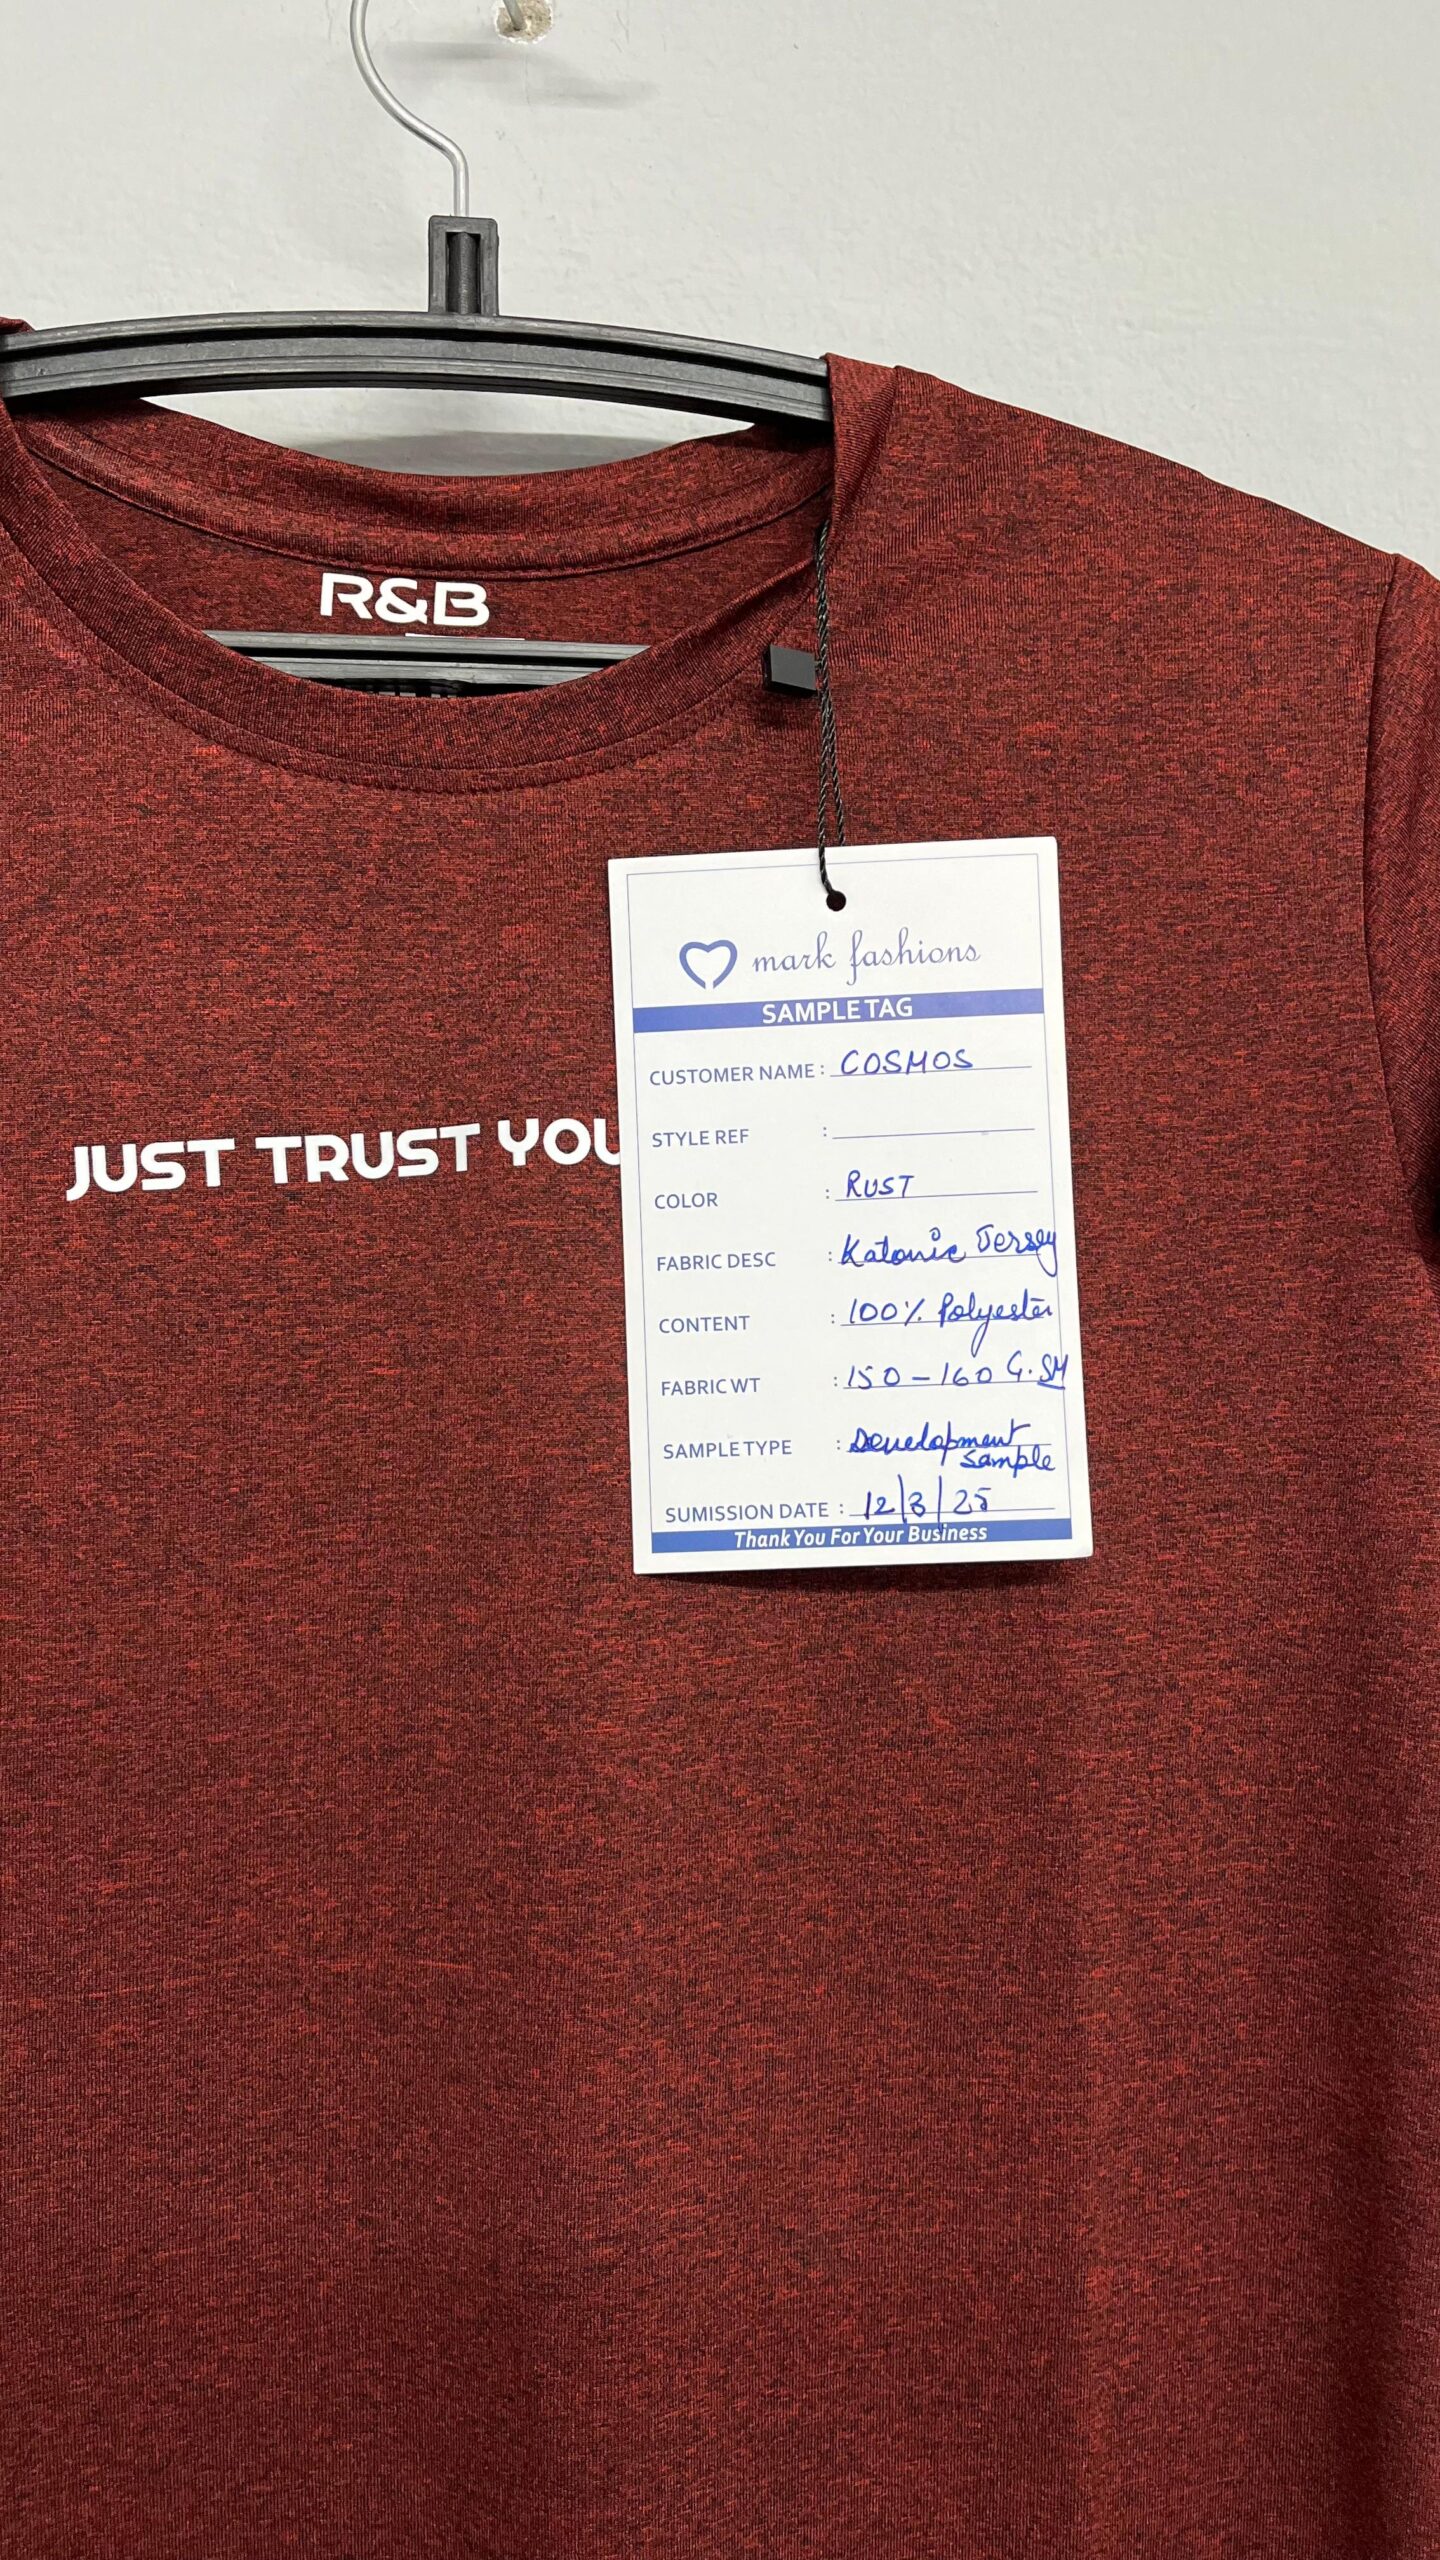 R&B
JUST TRUST YOU
mark fashions
SAMPLE TAG
CUSTOMER NAME : COSMOS
STYLE REF :
COLOR : RUST
FABRIC DESC : Katonic Jersey
CONTENT : 100% Polyester
FABRIC WT : 150 - 160 G.SM
SAMPLE TYPE : Development
Sample
SUMISSION DATE : 12/3/25
Thank You For Your Business